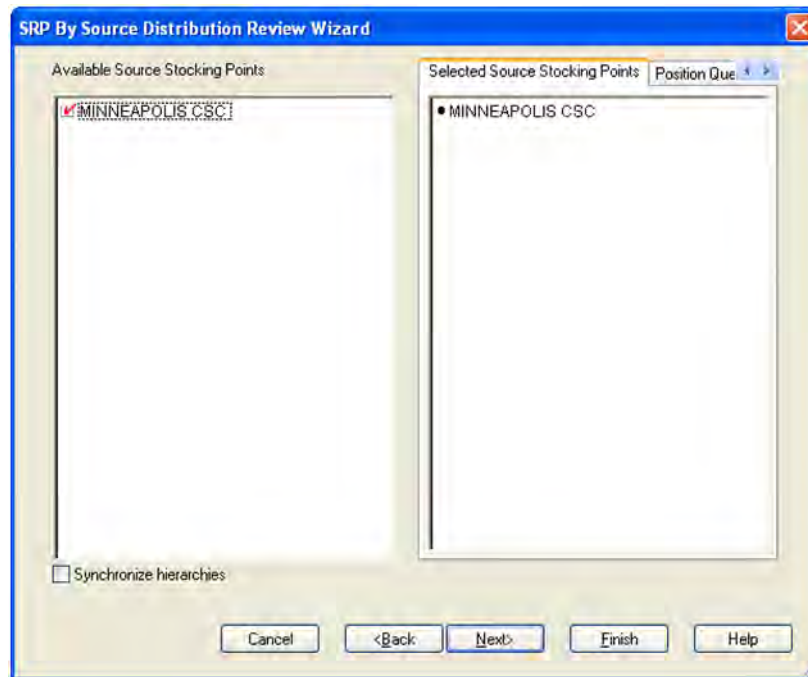 SRP By Source Distribution Review Wizard
Available Source Stocking Points
Selected Source Stocking Points
Position Que
MINNEAPOLIS CSC
MINNEAPOLIS CSC
Synchronize hierarchies
Cancel
<Back
Next>
Finish
Help